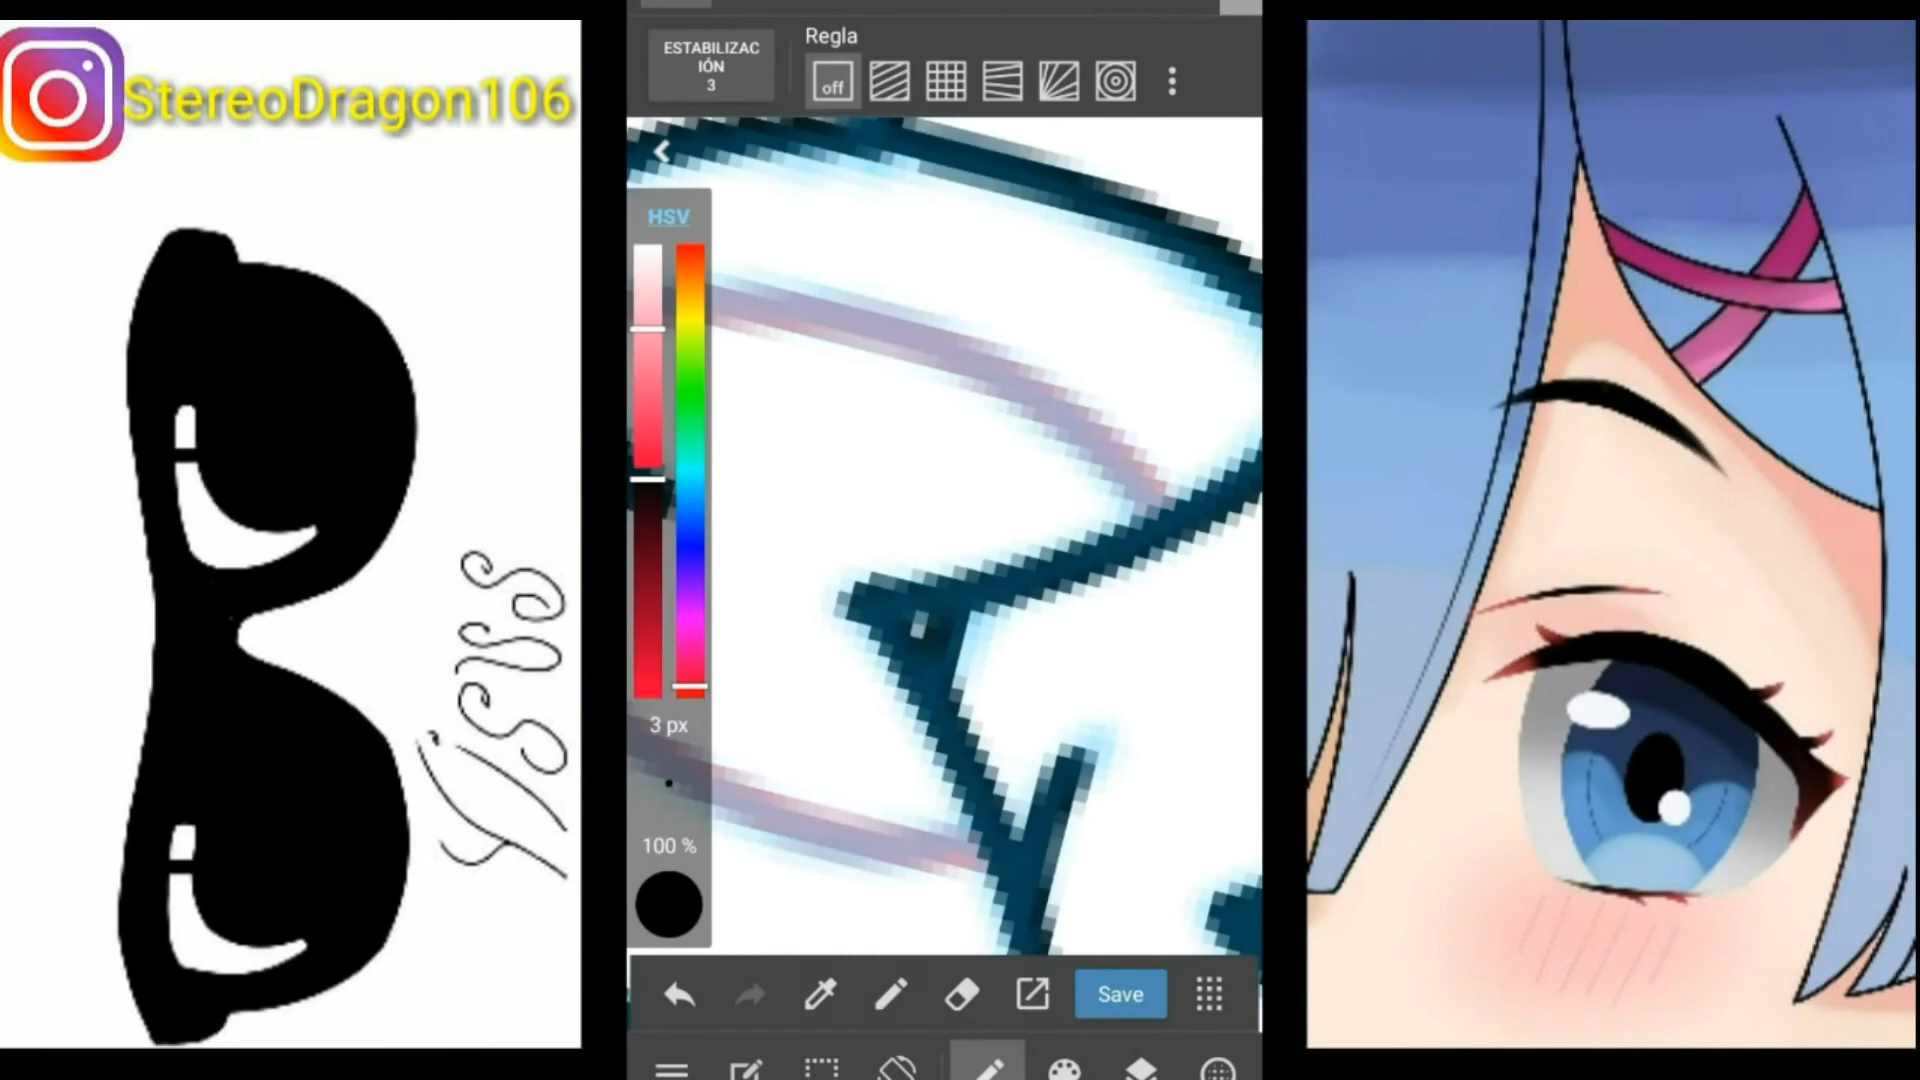 StereoDragon106
ESTABILIZAC
IÓN
3
Regla
off
HSV
3 px
100 %
Save